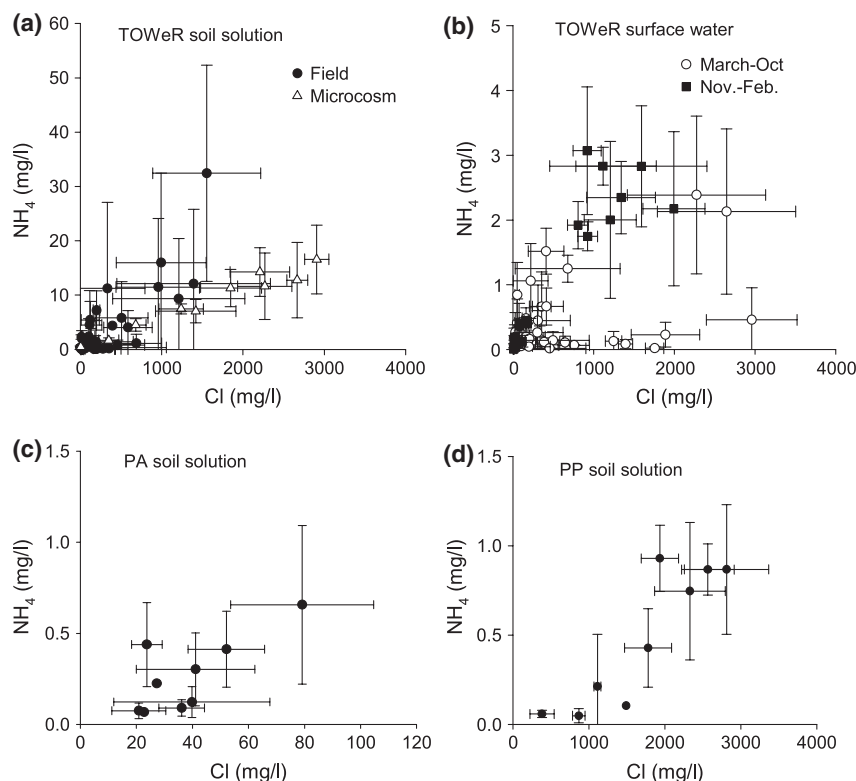 (a)
TOWeR soil solution
Field
Microcosm
NH4 (mg/l)
60
50
40
30
20
10
0
0 1000 2000 3000 4000
Cl (mg/l)
(b)
TOWeR surface water
March-Oct
Nov.-Feb.
NH4 (mg/l)
5
4
3
2
1
0
0 1000 2000 3000 4000
Cl (mg/l)
(c)
PA soil solution
NH4 (mg/l)
1.5
1.0
0.5
0.0
0 20 40 60 80 100 120
Cl (mg/l)
(d)
PP soil solution
NH4 (mg/l)
1.5
1.0
0.5
0.0
0 1000 2000 3000 4000
Cl (mg/l)